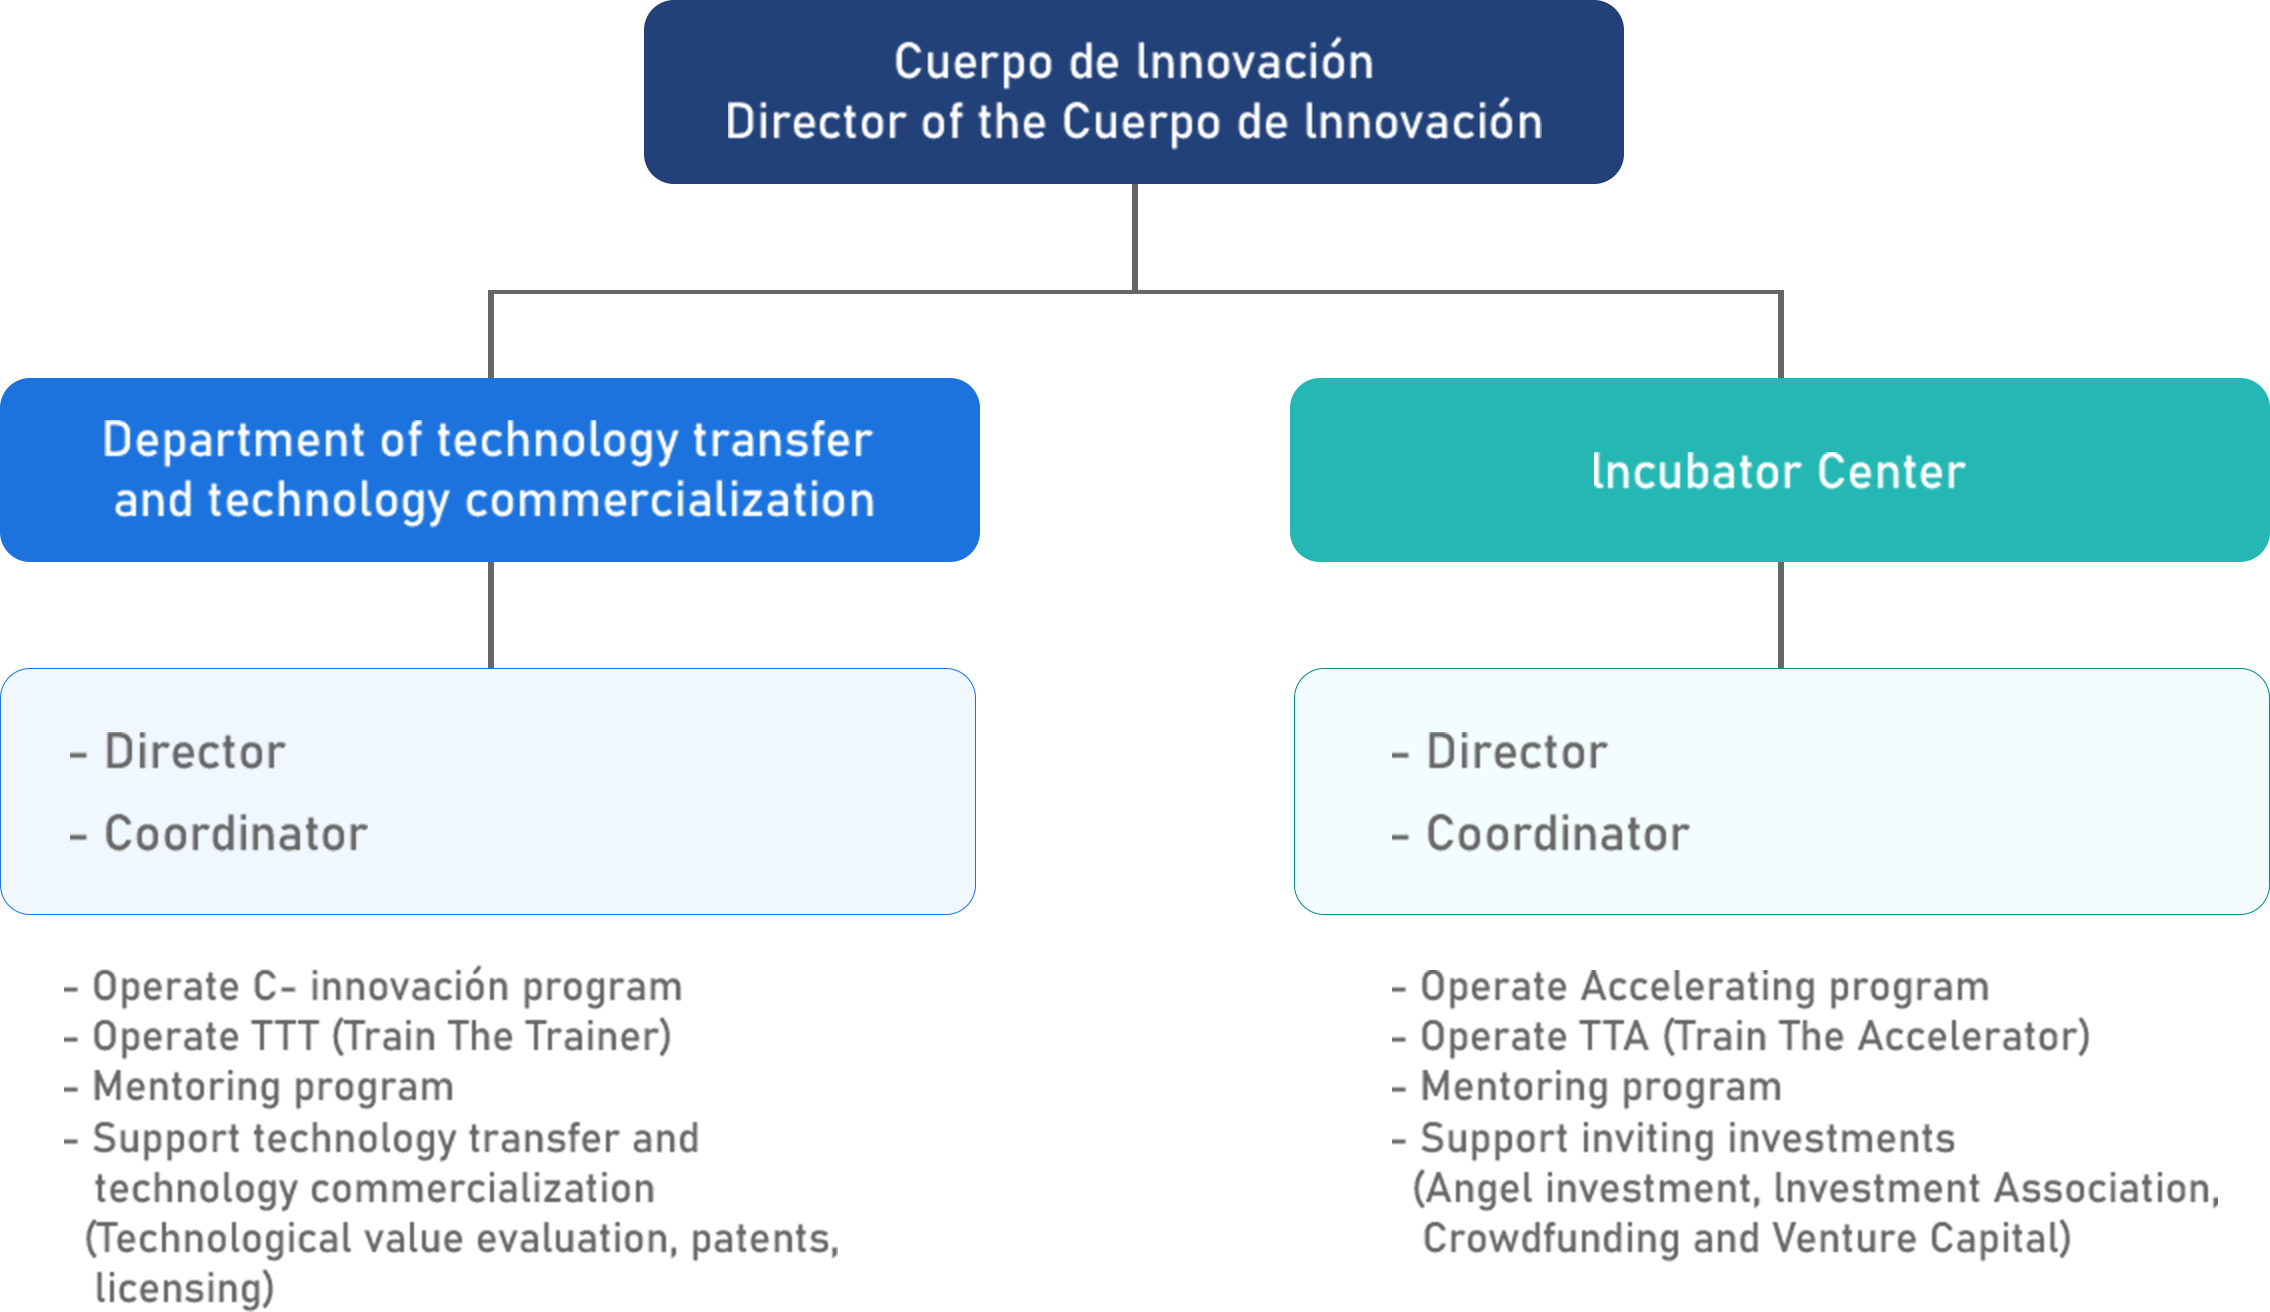 Cuerpo de Innovación
Director of the Cuerpo de Innovación
Department of technology transfer
and technology commercialization
Incubator Center
- Director
- Coordinator
- Director
- Coordinator
- Operate C- innovación program
- Operate TTT (Train The Trainer)
- Mentoring program
- Support technology transfer and
technology commercialization
(Technological value evaluation, patents,
licensing)
- Operate Accelerating program
- Operate TTA (Train The Accelerator)
- Mentoring program
- Support inviting investments
(Angel investment, Investment Association,
Crowdfunding and Venture Capital)